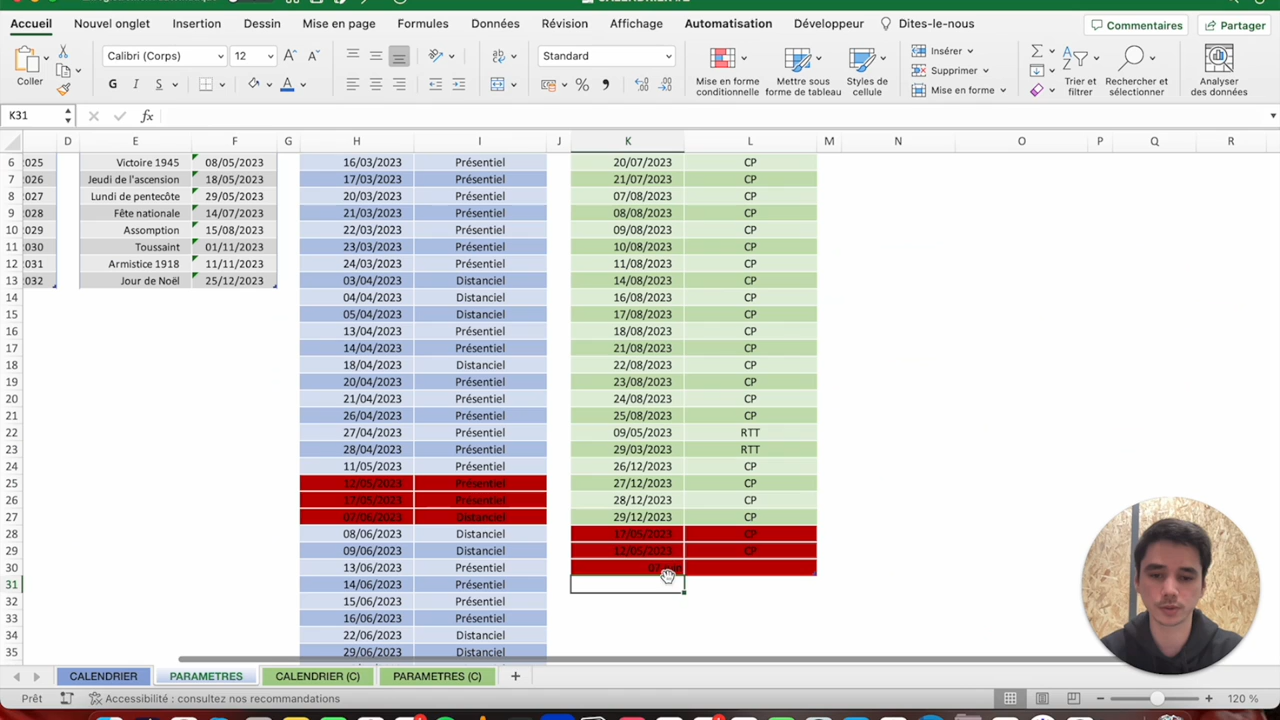 CALENDRIER
Accueil Nouvel onglet Insertion Dessin Mise en page Formules Données Révision Affichage Automatisation Développeur Dites-le-nous Commentaires Partager
Coller Calibri (Corps) 12 G I S Standard Mise en forme conditionnelle Mettre sous forme de tableau Styles de cellule Insérer Supprimer Mise en forme Trier et filtrer Rechercher et sélectionner Analyser des données
K31 fx
D E F G H I J K L M N O P Q R
6 :025 Victoire 1945 08/05/2023 16/03/2023 Présentiel 20/07/2023 CP
7 :026 Jeudi de l'ascension 18/05/2023 17/03/2023 Présentiel 21/07/2023 CP
8 :027 Lundi de pentecôte 29/05/2023 20/03/2023 Présentiel 07/08/2023 CP
9 :028 Fête nationale 14/07/2023 21/03/2023 Présentiel 08/08/2023 CP
10 :029 Assomption 15/08/2023 22/03/2023 Présentiel 09/08/2023 CP
11 :030 Toussaint 01/11/2023 23/03/2023 Présentiel 10/08/2023 CP
12 :031 Armistice 1918 11/11/2023 24/03/2023 Présentiel 11/08/2023 CP
13 :032 Jour de Noël 25/12/2023 03/04/2023 Distanciel 14/08/2023 CP
14 04/04/2023 Distanciel 16/08/2023 CP
15 05/04/2023 Distanciel 17/08/2023 CP
16 13/04/2023 Présentiel 18/08/2023 CP
17 14/04/2023 Présentiel 21/08/2023 CP
18 18/04/2023 Distanciel 22/08/2023 CP
19 20/04/2023 Présentiel 23/08/2023 CP
20 21/04/2023 Présentiel 24/08/2023 CP
21 26/04/2023 Présentiel 25/08/2023 CP
22 27/04/2023 Présentiel 09/05/2023 RTT
23 28/04/2023 Présentiel 29/03/2023 RTT
24 11/05/2023 Présentiel 26/12/2023 CP
25 12/05/2023 Présentiel 27/12/2023 CP
26 17/05/2023 Présentiel 28/12/2023 CP
27 07/06/2023 Distanciel 29/12/2023 CP
28 08/06/2023 Distanciel 17/05/2023 CP
29 09/06/2023 Distanciel 12/05/2023 CP
30 13/06/2023 Présentiel
31 14/06/2023 Présentiel
32 15/06/2023 Présentiel
33 16/06/2023 Présentiel
34 22/06/2023 Distanciel
35 29/06/2023 Distanciel
CALENDRIER PARAMETRES CALENDRIER (C) PARAMETRES (C) +
Prêt Accessibilité : consultez nos recommandations 120 %